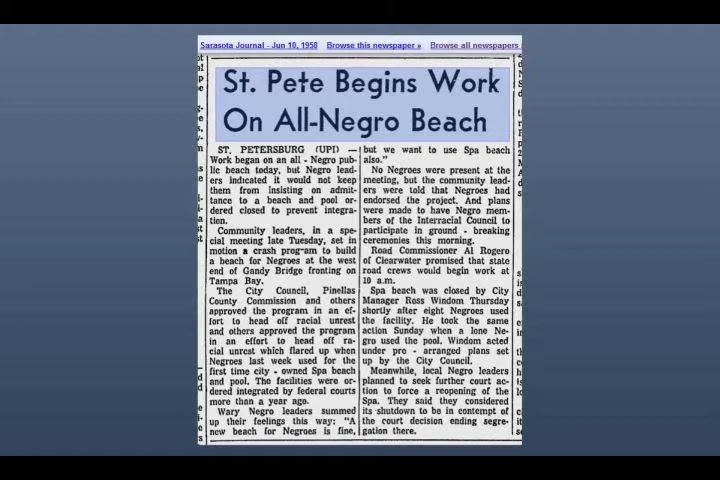 Sarasota Journal - Jun 10, 1958 Browse this newspaper » Browse all newspapers
St. Pete Begins Work
On All-Negro Beach
ST. PETERSBURG (UPI) —
Work began on an all - Negro pub-
lic beach today, but Negro lead-
ers indicated it would not keep
them from insisting on admit-
tance to a beach and pool or-
dered closed to prevent integra-
tion.
Community leaders, in a spe-
cial meeting late Tuesday, set in
motion a crash program to build
a beach for Negroes at the west
end of Gandy Bridge fronting on
Tampa Bay.
The City Council, Pinellas
County Commission and others
approved the program in an ef-
fort to head off racial unrest
and others approved the program
in an effort to head off ra-
cial unrest which flared up when
Negroes last week used for the
first time city - owned Spa beach
and pool. The facilities were or-
dered integrated by federal courts
more than a year ago.
Wary Negro leaders summed
up their feelings this way: "A
new beach for Negroes is fine,
but we want to use Spa beach
also."
No Negroes were present at the
meeting, but the community lead-
ers were told that Negroes had
endorsed the project. And plans
were made to have Negro mem-
bers of the Interracial Council to
participate in ground - breaking
ceremonies this morning.
Road Commissioner Al Rogero
of Clearwater promised that state
road crews would begin work at
10 a.m.
Spa beach was closed by City
Manager Ross Windom Thursday
shortly after eight Negroes used
the facility. He took the same
action Sunday when a lone Ne-
gro used the pool. Windom acted
under pre - arranged plans set
up by the City Council.
Meanwhile, local Negro leaders
planned to seek further court ac-
tion to force a reopening of the
Spa. They said they considered
its shutdown to be in contempt of
the court decision ending segre-
gation there.